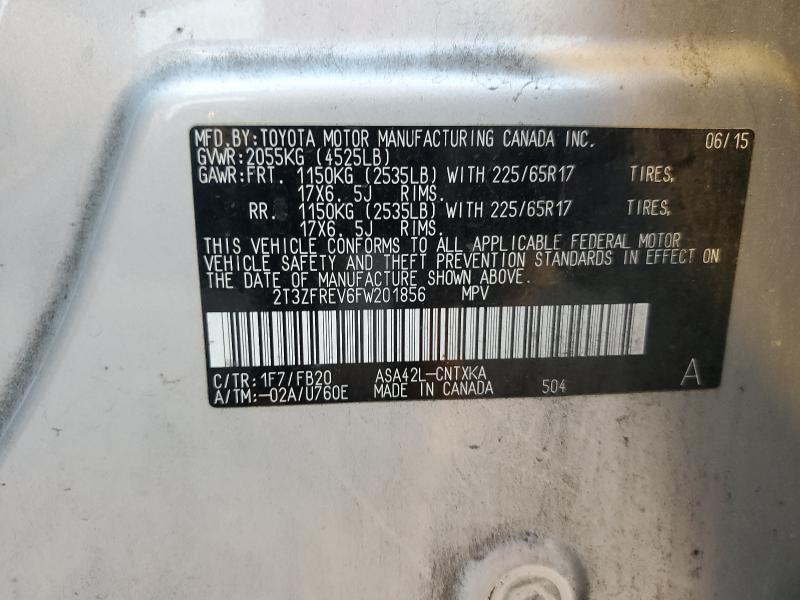 MFD.BY:TOYOTA MOTOR MANUFACTURING CANADA INC. 06/15
GVWR:2055KG (4525LB)
GAWR:FRT. 1150KG (2535LB) WITH 225/65R17 TIRES,
17X6. 5J RIMS.
RR. 1150KG (2535LB) WITH 225/65R17 TIRES,
17X6. 5J RIMS.
THIS VEHICLE CONFORMS TO ALL APPLICABLE FEDERAL MOTOR
VEHICLE SAFETY AND THEFT PREVENTION STANDARDS IN EFFECT ON
THE DATE OF MANUFACTURE SHOWN ABOVE.
2T3ZFREV6FW201856 MPV
C/TR:1F7/FB20 ASA42L-CNTXKA
A/TM:-02A/U760E MADE IN CANADA 504 A